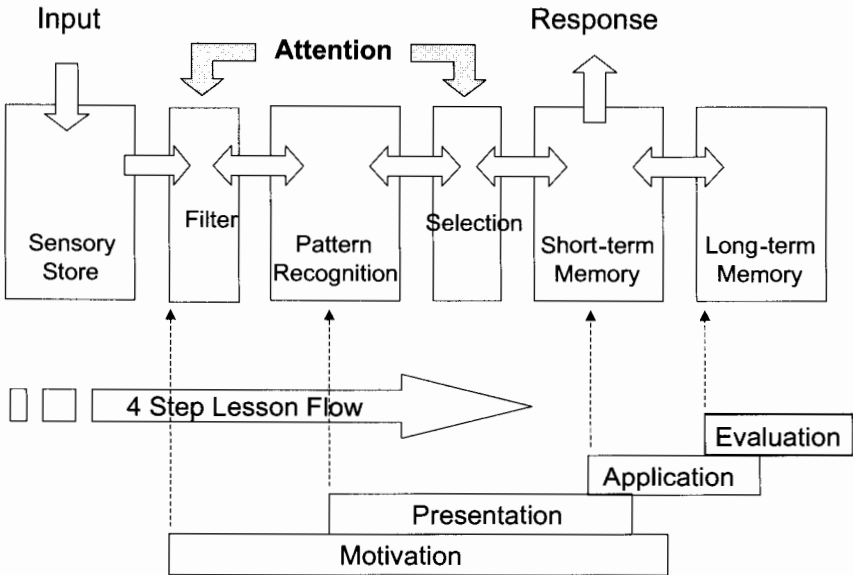 Input
Attention
Response
Sensory
Store
Filter
Pattern
Recognition
Selection
Short-term
Memory
Long-term
Memory
4 Step Lesson Flow
Evaluation
Application
Presentation
Motivation